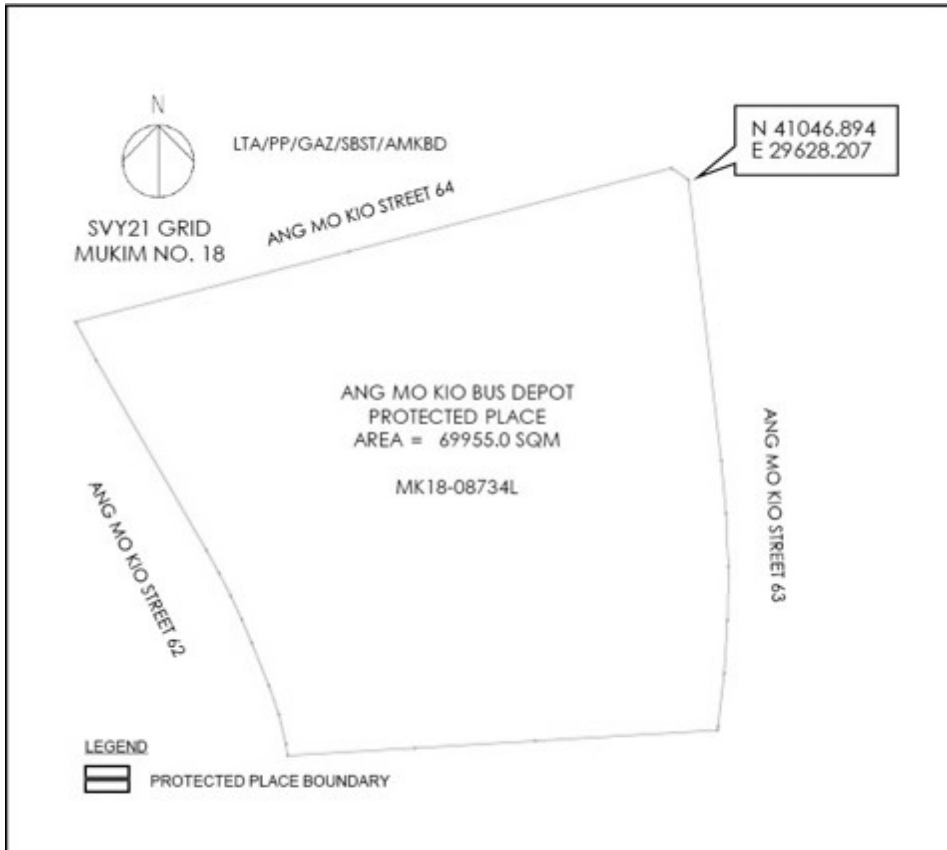 N
LTA/PP/GAZ/SBST/AMKBD
N 41046.894
E 29628.207
SVY21 GRID
MUKIM NO. 18
ANG MO KIO STREET 64
ANG MO KIO BUS DEPOT
PROTECTED PLACE
AREA = 69955.0 SQM
MK18-08734L
ANG MO KIO STREET 63
ANG MO KIO STREET 62
LEGEND
PROTECTED PLACE BOUNDARY